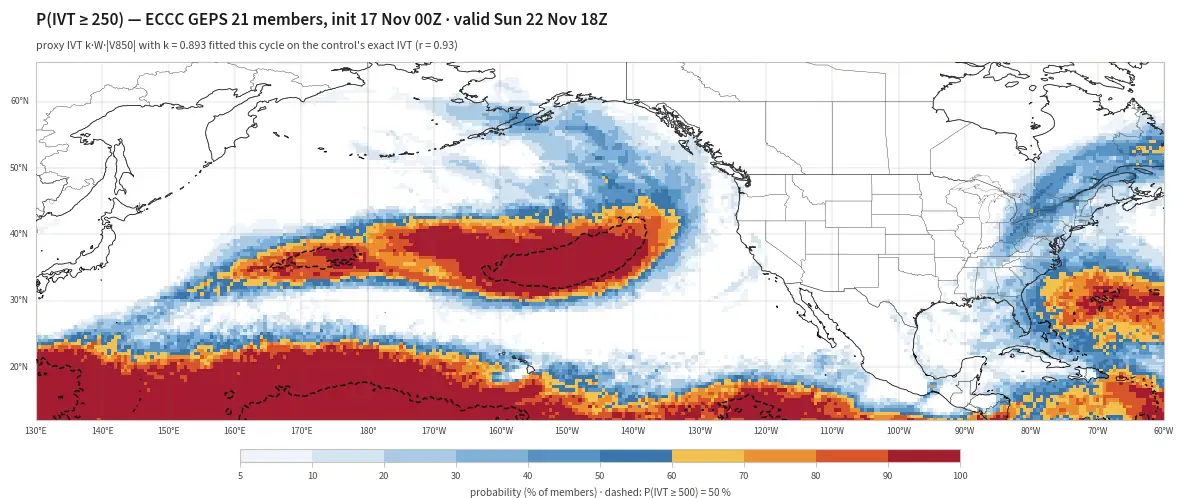 P(IVT ≥ 250) — ECCC GEPS 21 members, init 17 Nov 00Z · valid Sun 22 Nov 18Z
proxy IVT k·W·|V850| with k = 0.893 fitted this cycle on the control's exact IVT (r = 0.93)
60°N
50°N
40°N
30°N
20°N
130°E 140°E 150°E 160°E 170°E 180° 170°W 160°W 150°W 140°W 130°W 120°W 110°W 100°W 90°W 80°W 70°W 60°W
5 10 20 30 40 50 60 70 80 90 100
probability (% of members) · dashed: P(IVT ≥ 500) = 50 %